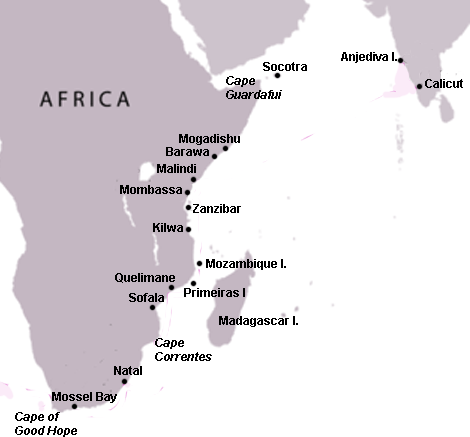 Anjediva I.
Socotra
Cape
Guardafui
Calicut
AFRICA
Mogadishu
Barawa
Malindi
Mombassa
Zanzibar
Kilwa
Mozambique I.
Quelimane
Primeiras I
Sofala
Madagascar I.
Cape
Correntes
Natal
Mossel Bay
Cape of
Good Hope